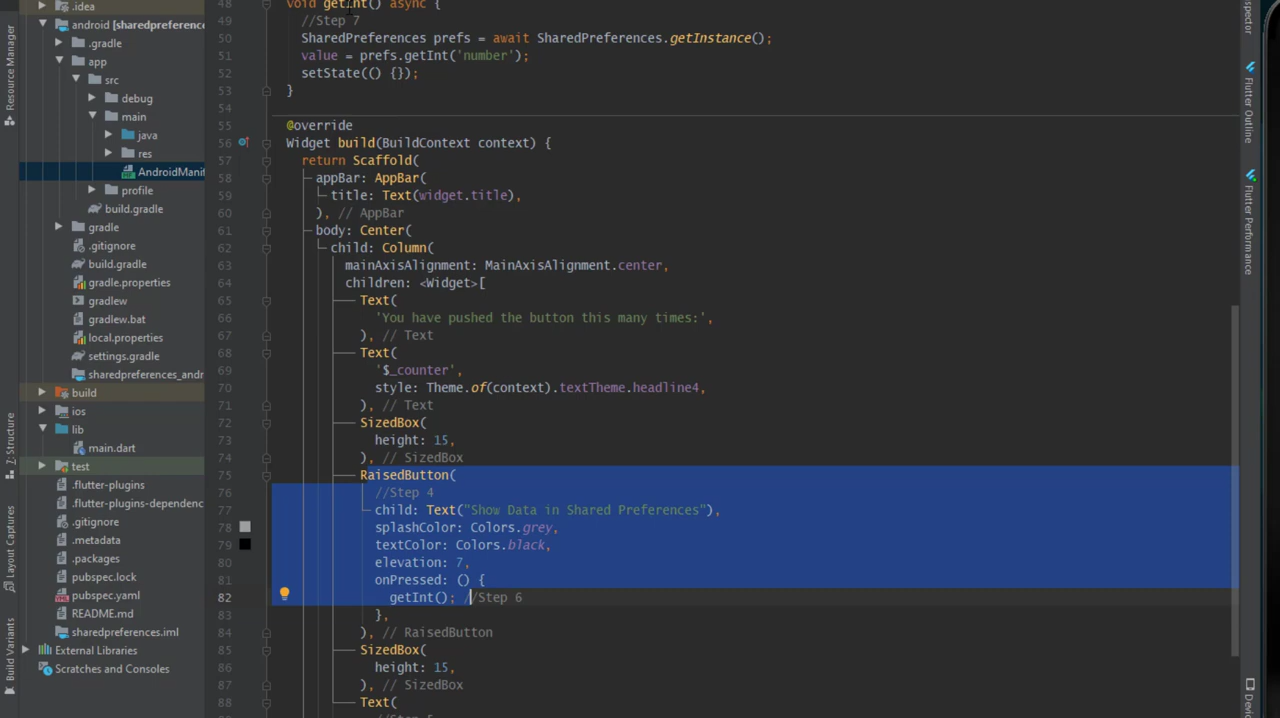 Resource Manager
Z: Structure
Layout Captures
Build Variants
.idea
android [sharedpreference
.gradle
app
src
debug
main
java
res
AndroidManif
profile
build.gradle
gradle
.gitignore
build.gradle
gradle.properties
gradlew
gradlew.bat
local.properties
settings.gradle
sharedpreferences_andr
build
ios
lib
main.dart
test
.flutter-plugins
.flutter-plugins-dependenc
.gitignore
.metadata
.packages
pubspec.lock
pubspec.yaml
README.md
sharedpreferences.iml
External Libraries
Scratches and Consoles
48 void getInt() async {
49 //Step 7
50 SharedPreferences prefs = await SharedPreferences.getInstance();
51 value = prefs.getInt('number');
52 setState(() {});
53 }
54
55 @override
56 Widget build(BuildContext context) {
57 return Scaffold(
58 appBar: AppBar(
59 title: Text(widget.title),
60 ), // AppBar
61 body: Center(
62 child: Column(
63 mainAxisAlignment: MainAxisAlignment.center,
64 children: <Widget>[
65 Text(
66 'You have pushed the button this many times:',
67 ), // Text
68 Text(
69 '$_counter',
70 style: Theme.of(context).textTheme.headline4,
71 ), // Text
72 SizedBox(
73 height: 15,
74 ), // SizedBox
75 RaisedButton(
76 //Step 4
77 child: Text("Show Data in Shared Preferences"),
78 splashColor: Colors.grey,
79 textColor: Colors.black,
80 elevation: 7,
81 onPressed: () {
82 getInt(); //Step 6
83 },
84 ), // RaisedButton
85 SizedBox(
86 height: 15,
87 ), // SizedBox
88 Text(
Flutter Outline
Flutter Performance